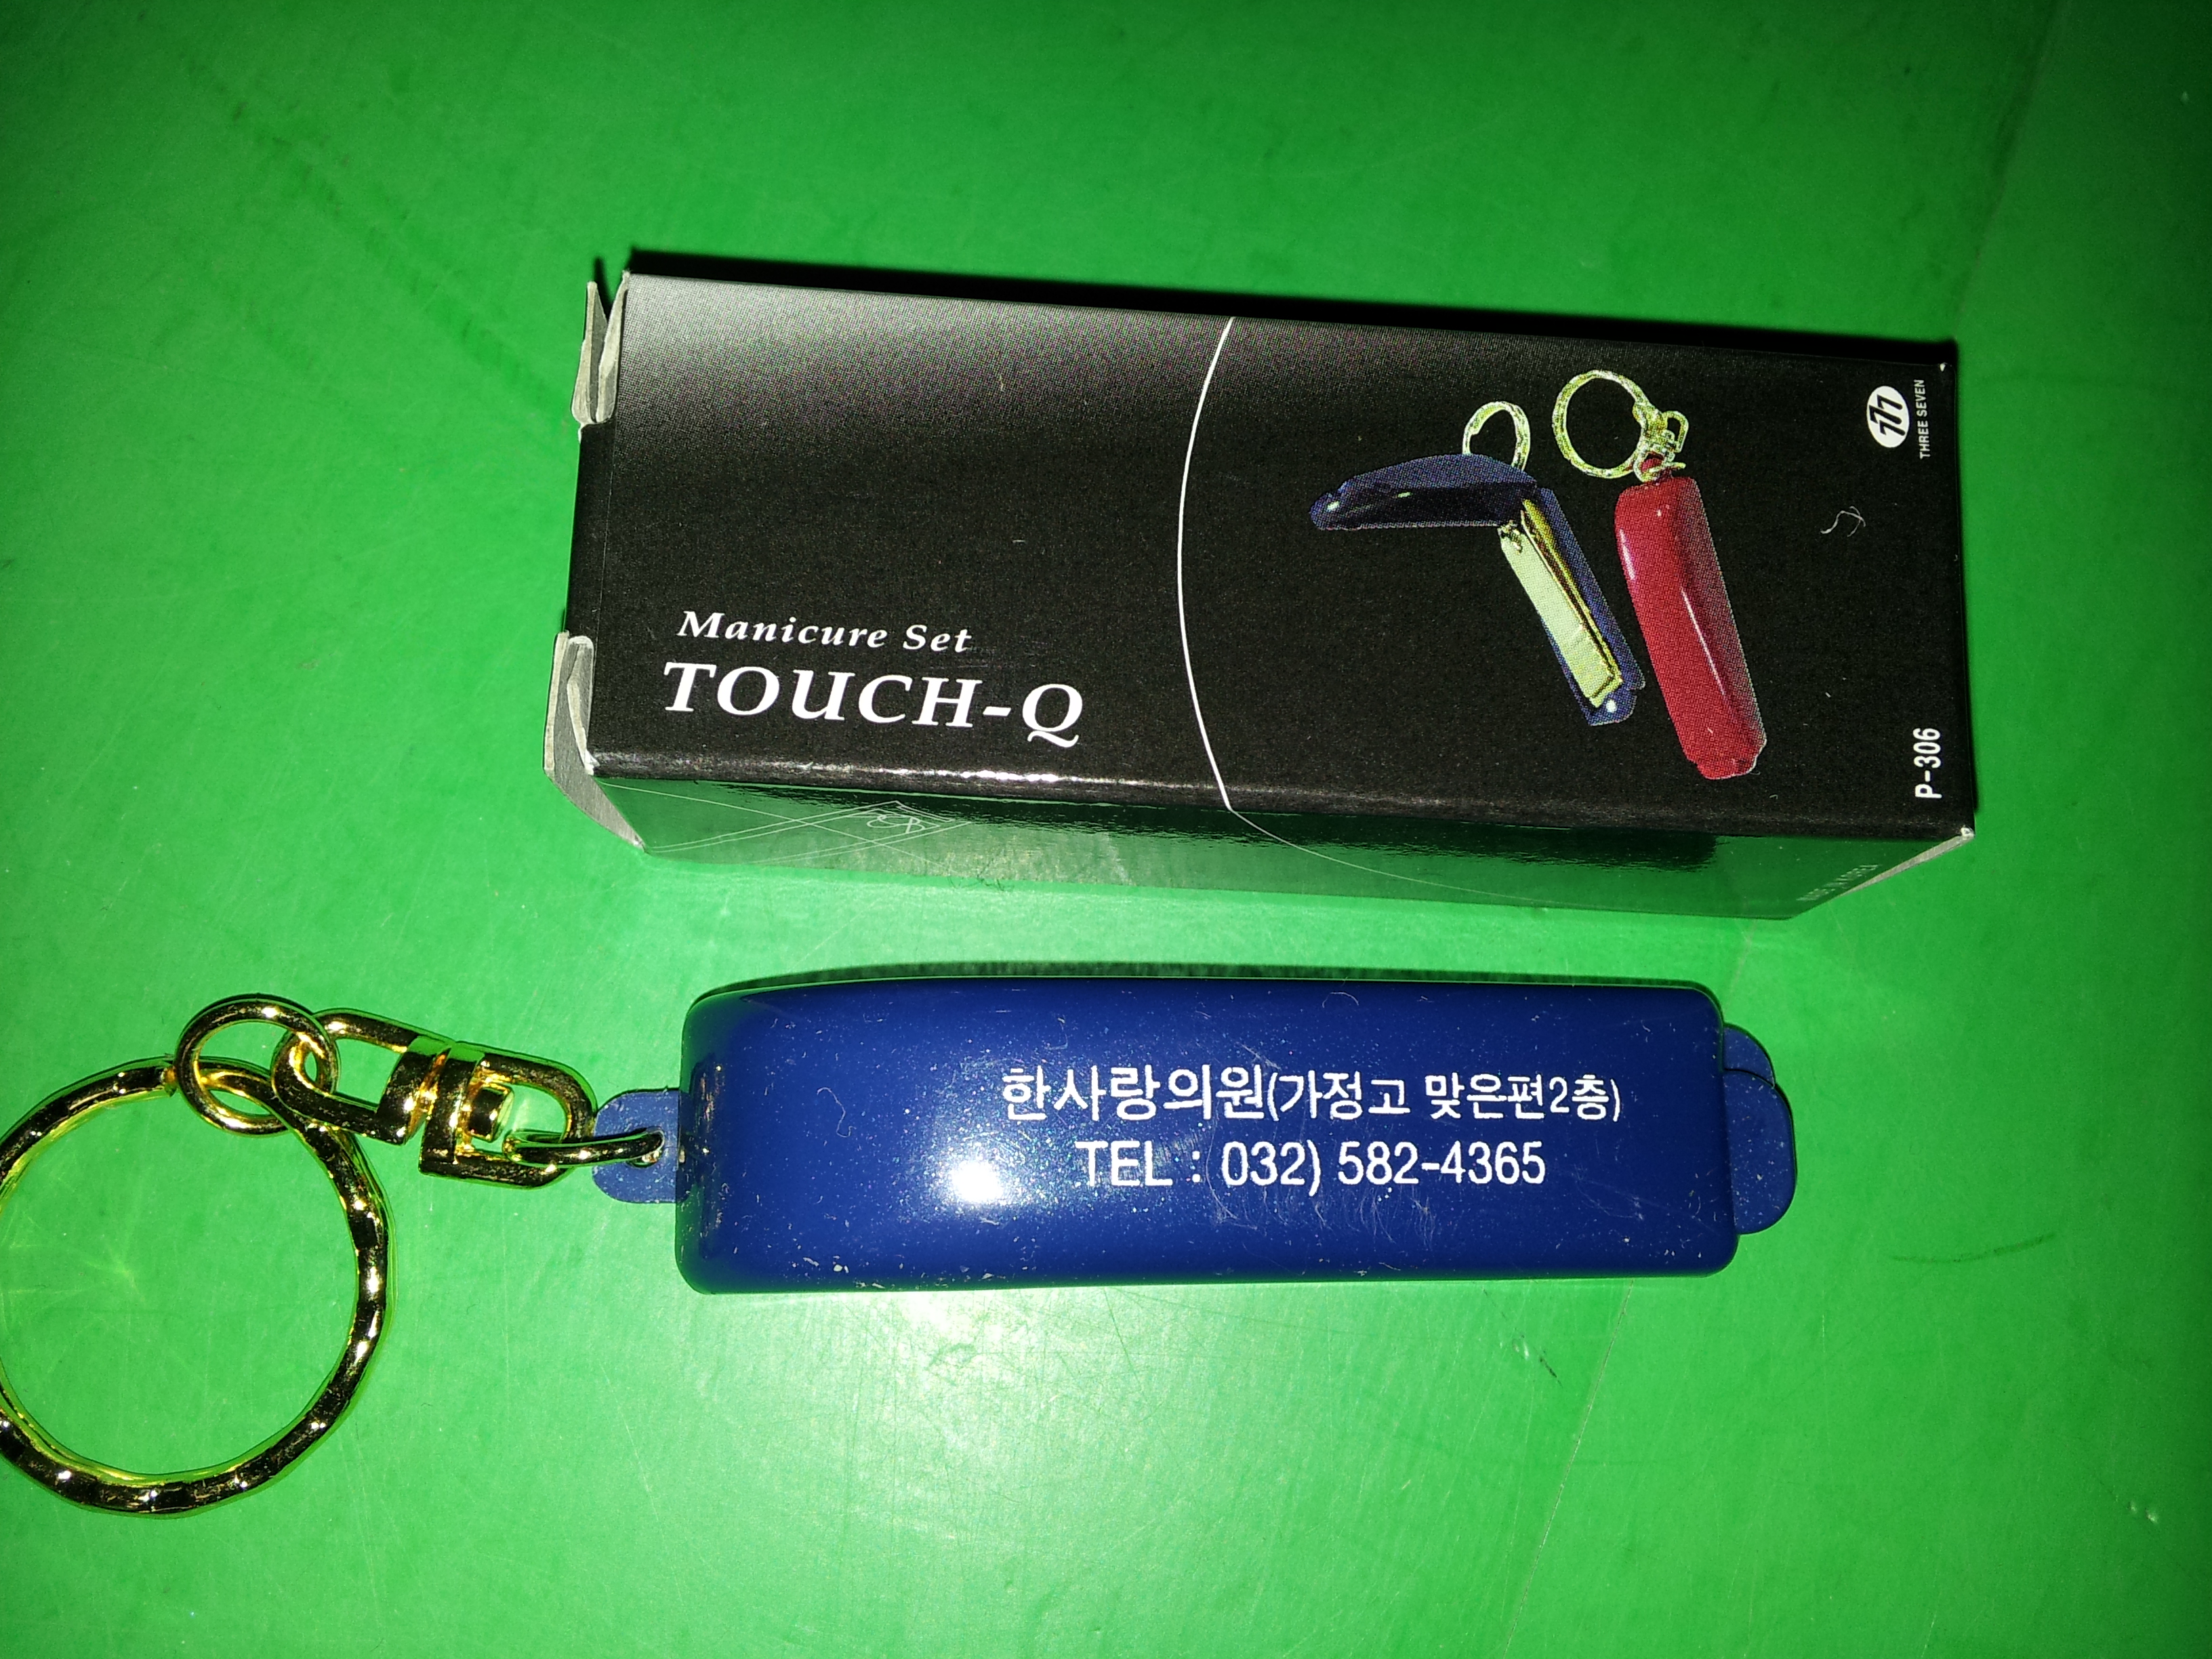 777
THREE SEVEN
Manicure Set
TOUCH-Q
P-306
한사랑의원(가정고 맞은편2층)
TEL : 032) 582-4365